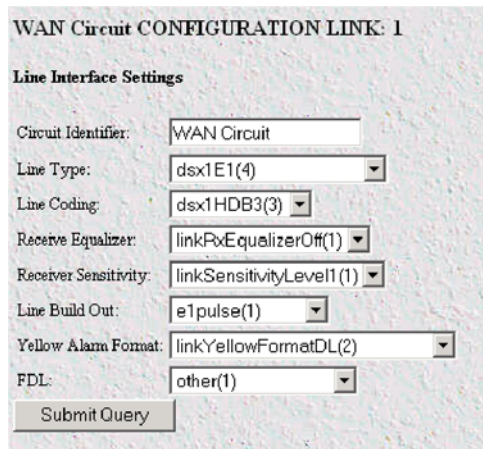 WAN Circuit CONFIGURATION LINK: 1
Line Interface Settings
Circuit Identifier: WAN Circuit
Line Type: dsx1E1(4)
Line Coding: dsx1HDB3(3)
Receive Equalizer: linkRxEqualizerOff(1)
Receiver Sensitivity: linkSensitivityLevel1(1)
Line Build Out: e1pulse(1)
Yellow Alarm Format: linkYellowFormatDL(2)
FDL: other(1)
Submit Query